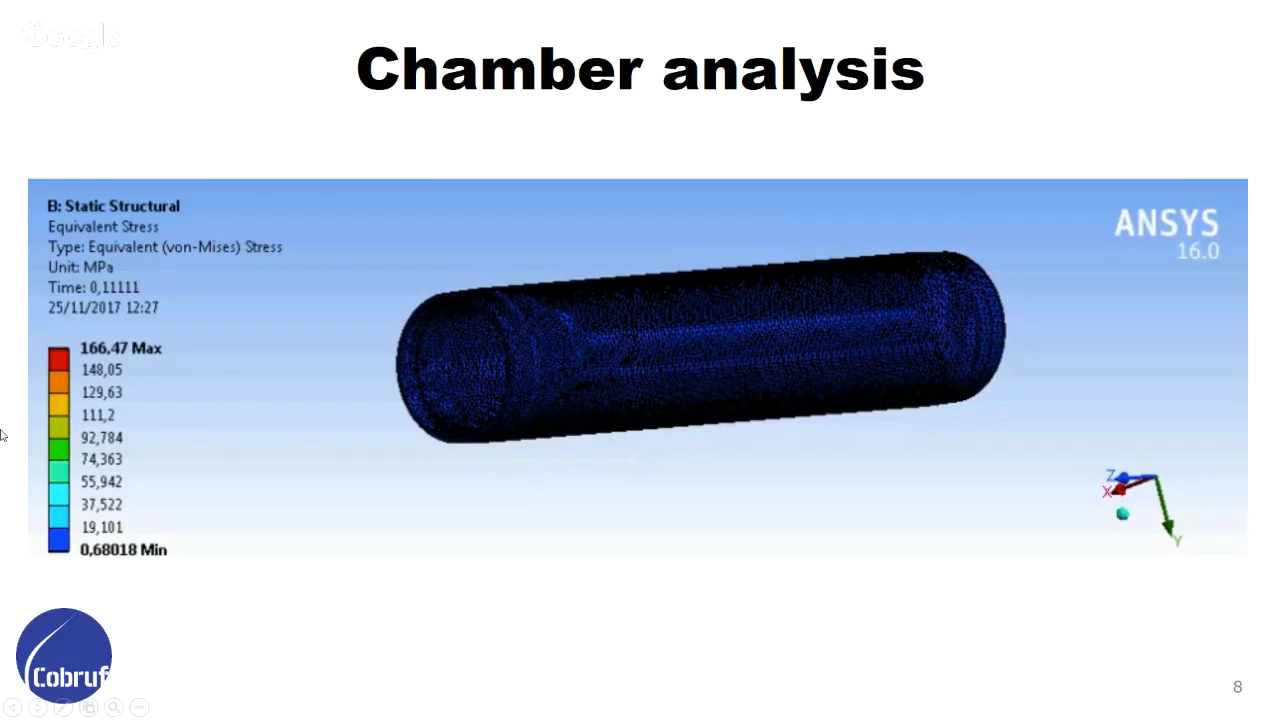 Google
Chamber analysis
B: Static Structural
Equivalent Stress
Type: Equivalent (von-Mises) Stress
Unit: MPa
Time: 0,11111
25/11/2017 12:27
166,47 Max
148,05
129,63
111,2
92,784
74,363
55,942
37,522
19,101
0,68018 Min
ANSYS
16.0
Z
X
Y
Cobruf
8